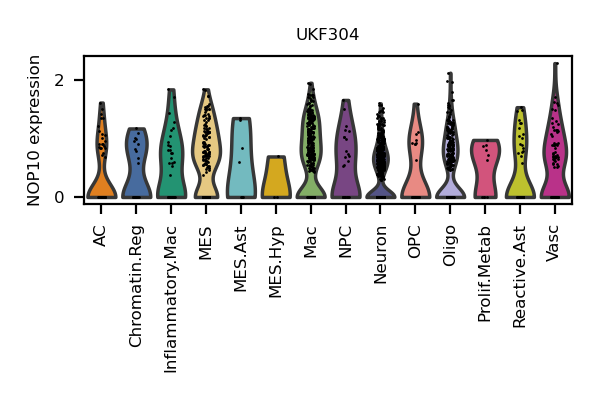 UKF304
NOP10 expression
2
0
AC
Chromatin.Reg
Inflammatory.Mac
MES
MES.Ast
MES.Hyp
Mac
NPC
Neuron
OPC
Oligo
Prolif.Metab
Reactive.Ast
Vasc